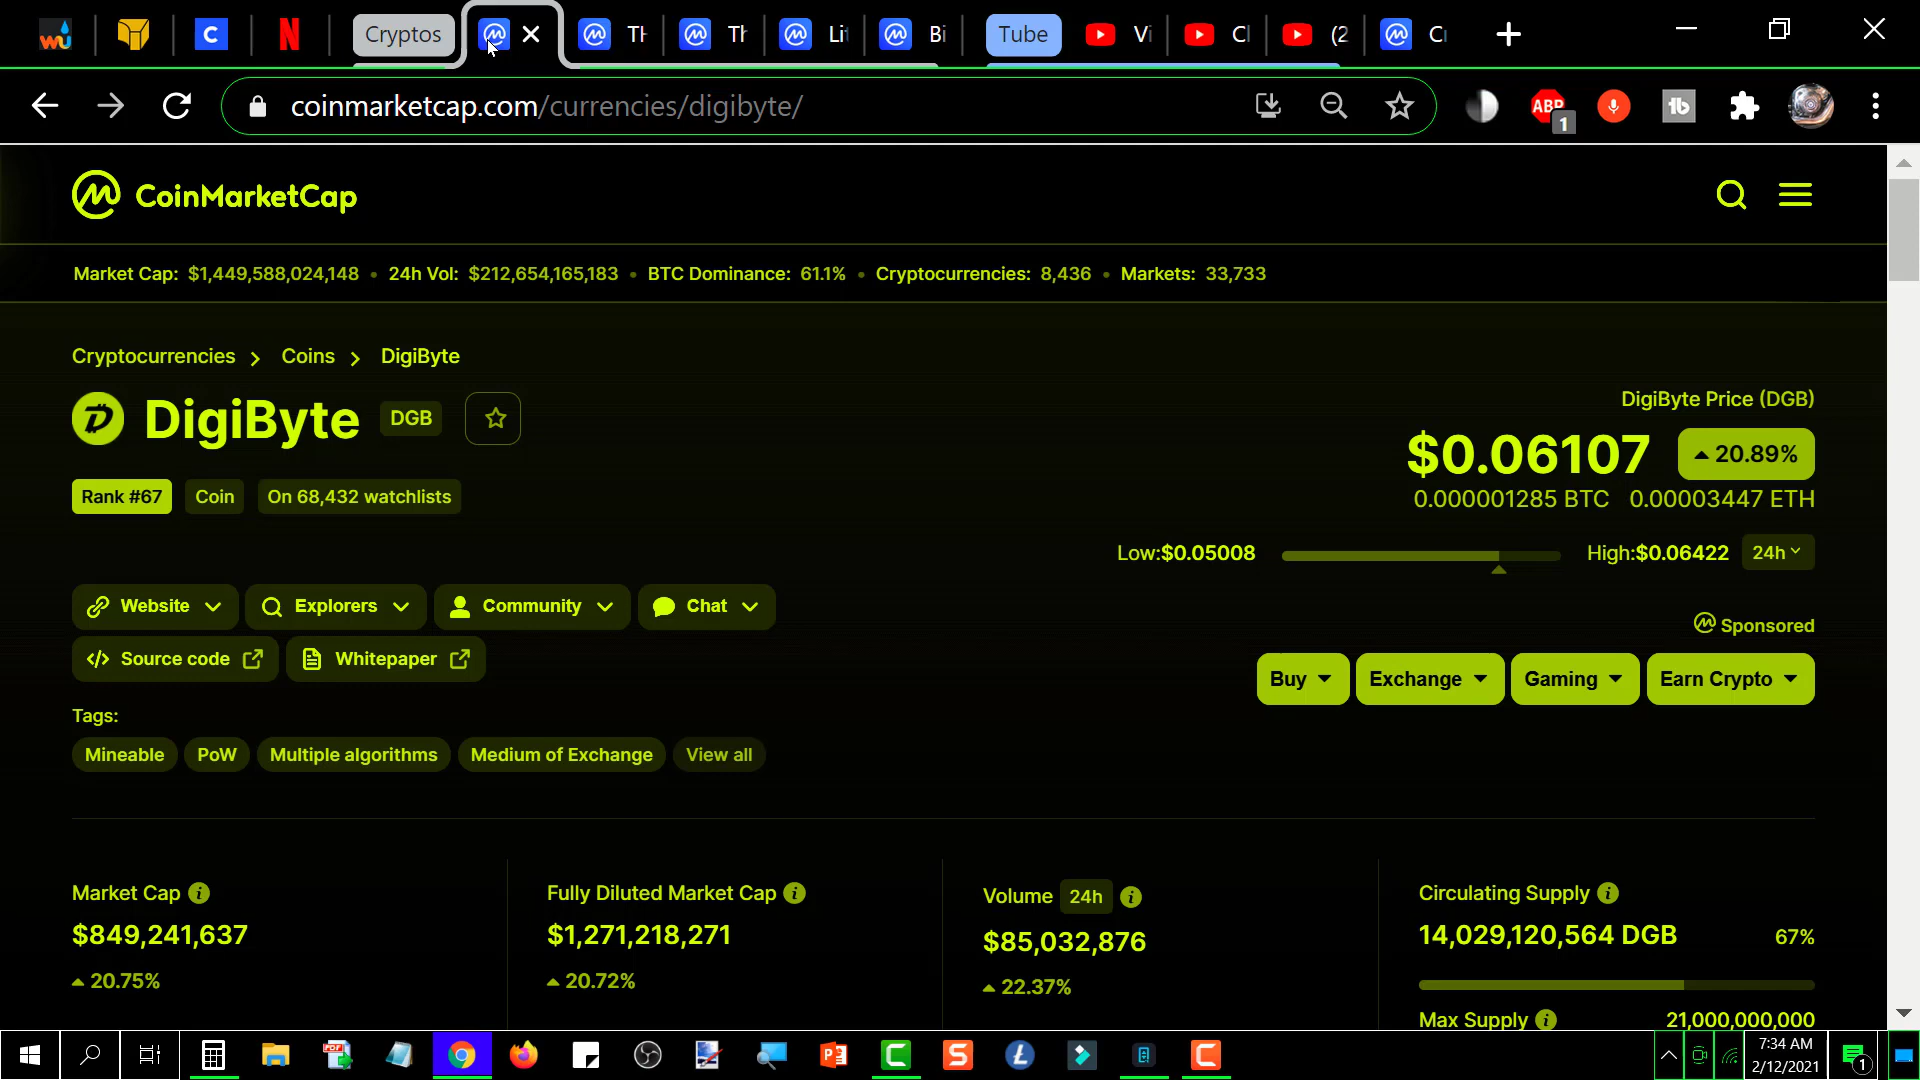 Cryptos
Th
Th
Lit
Bi
Tube
Vi
Cl
(2
coinmarketcap.com/currencies/digibyte/
ABP
1
tb
CoinMarketCap
Market Cap: $1,449,588,024,148 • 24h Vol: $212,654,165,183 • BTC Dominance: 61.1% • Cryptocurrencies: 8,436 • Markets: 33,733
Cryptocurrencies > Coins > DigiByte
DigiByte DGB
DigiByte Price (DGB)
$0.06107 20.89%
0.000001285 BTC 0.00003447 ETH
Rank #67 Coin On 68,432 watchlists
Low:$0.05008 High:$0.06422 24h
Website Explorers Community Chat
Source code Whitepaper
Sponsored
Buy Exchange Gaming Earn Crypto
Tags:
Mineable PoW Multiple algorithms Medium of Exchange View all
Market Cap
$849,241,637
20.75%
Fully Diluted Market Cap
$1,271,218,271
20.72%
Volume 24h
$85,032,876
22.37%
Circulating Supply
14,029,120,564 DGB 67%
Max Supply 21,000,000,000
7:34 AM
2/12/2021
1